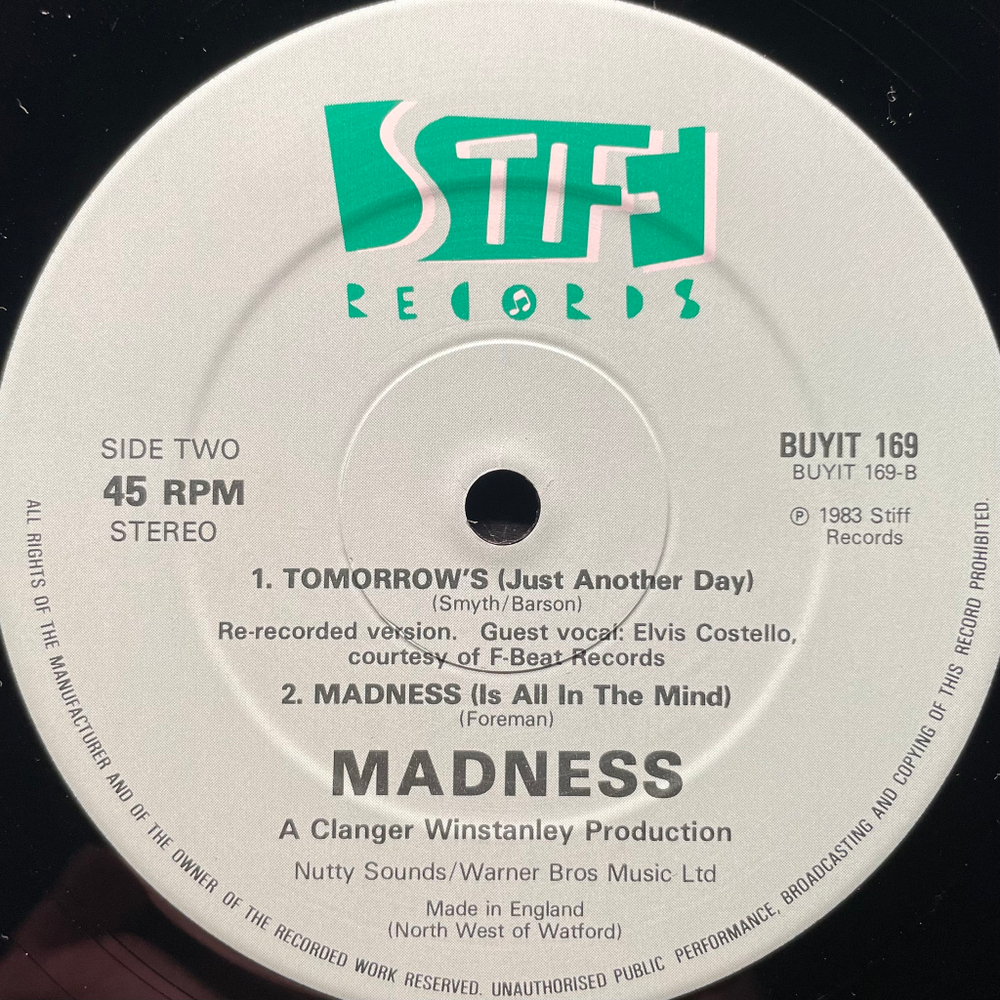 STIFF
RECORDS
SIDE TWO
45 RPM
STEREO
BUYIT 169
BUYIT 169-B
℗ 1983 Stiff
Records
1. TOMORROW'S (Just Another Day)
(Smyth/Barson)
Re-recorded version. Guest vocal: Elvis Costello,
courtesy of F-Beat Records
2. MADNESS (Is All In The Mind)
(Foreman)
MADNESS
A Clanger Winstanley Production
Nutty Sounds/Warner Bros Music Ltd
Made in England
(North West of Watford)
ALL RIGHTS OF THE MANUFACTURER AND OF THE OWNER OF THE RECORDED WORK RESERVED. UNAUTHORISED PUBLIC PERFORMANCE, BROADCASTING AND COPYING OF THIS RECORD PROHIBITED.